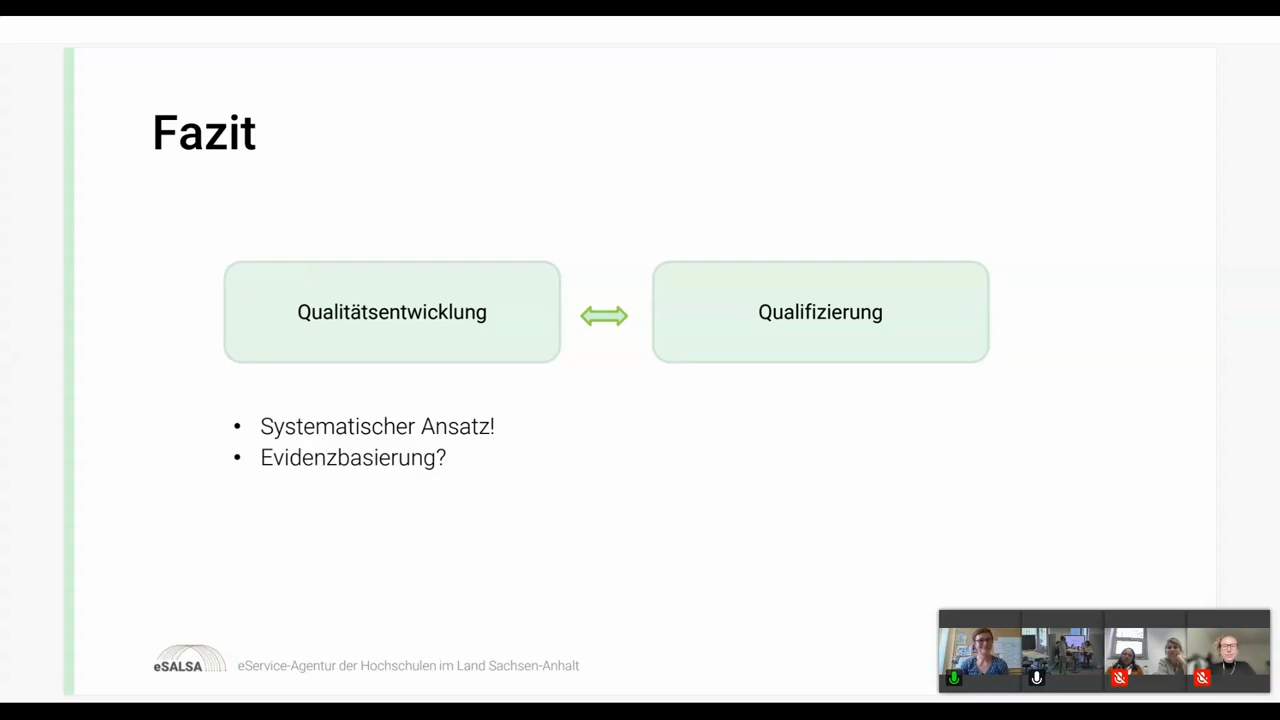 Fazit
Qualitätsentwicklung
Qualifizierung
• Systematischer Ansatz!
• Evidenzbasierung?
eSALSA
eService-Agentur der Hochschulen im Land Sachsen-Anhalt